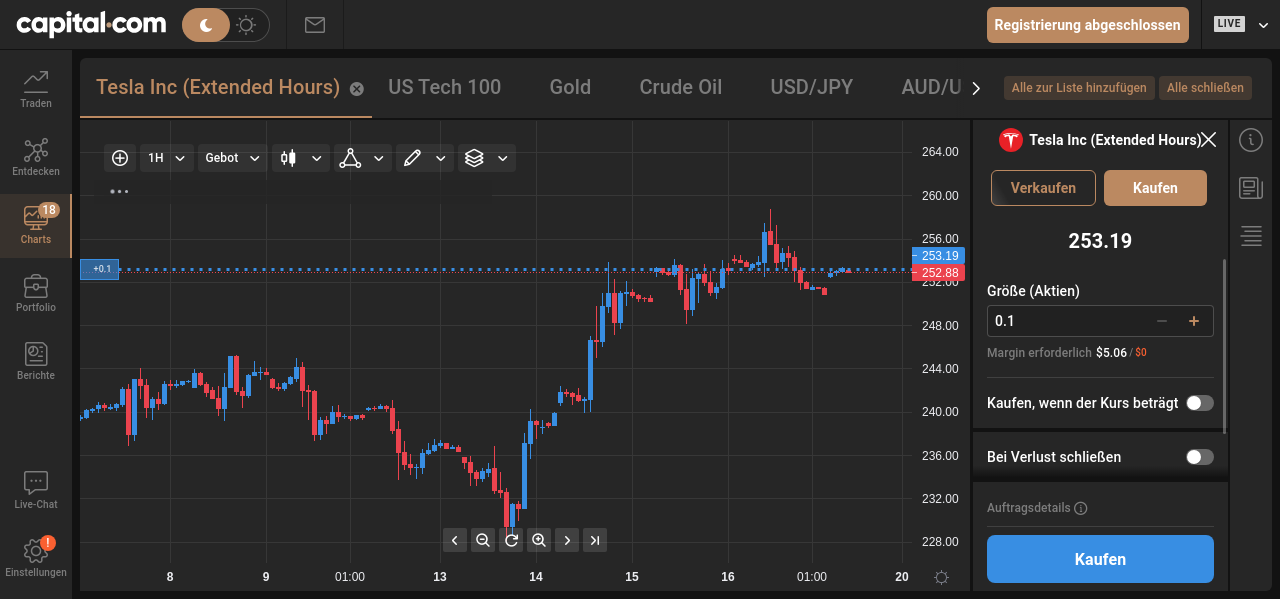 capital.com
Registrierung abgeschlossen
LIVE
Traden
Entdecken
18
Charts
Portfolio
Berichte
Live-Chat
!
Einstellungen
Tesla Inc (Extended Hours)
US Tech 100
Gold
Crude Oil
USD/JPY
AUD/U
Alle zur Liste hinzufügen
Alle schließen
1H
Gebot
+0.1
264.00
260.00
256.00
253.19
252.88
252.00
248.00
244.00
240.00
236.00
232.00
228.00
8 9 01:00 13 14 15 16 01:00 20
Tesla Inc (Extended Hours)
Verkaufen
Kaufen
253.19
Größe (Aktien)
0.1
Margin erforderlich $5.06 / $0
Kaufen, wenn der Kurs beträgt
Bei Verlust schließen
Auftragsdetails
Kaufen